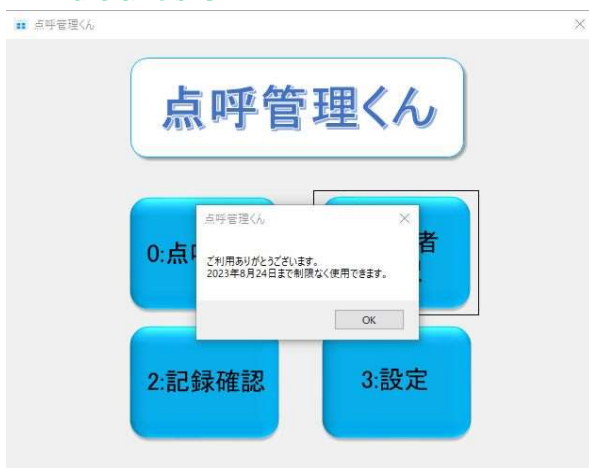 点呼管理くん
点呼管理くん
0:点
者
点呼管理くん
ご利用ありがとうございます。
2023年8月24日まで制限なく使用できます。
OK
2:記録確認
3:設定